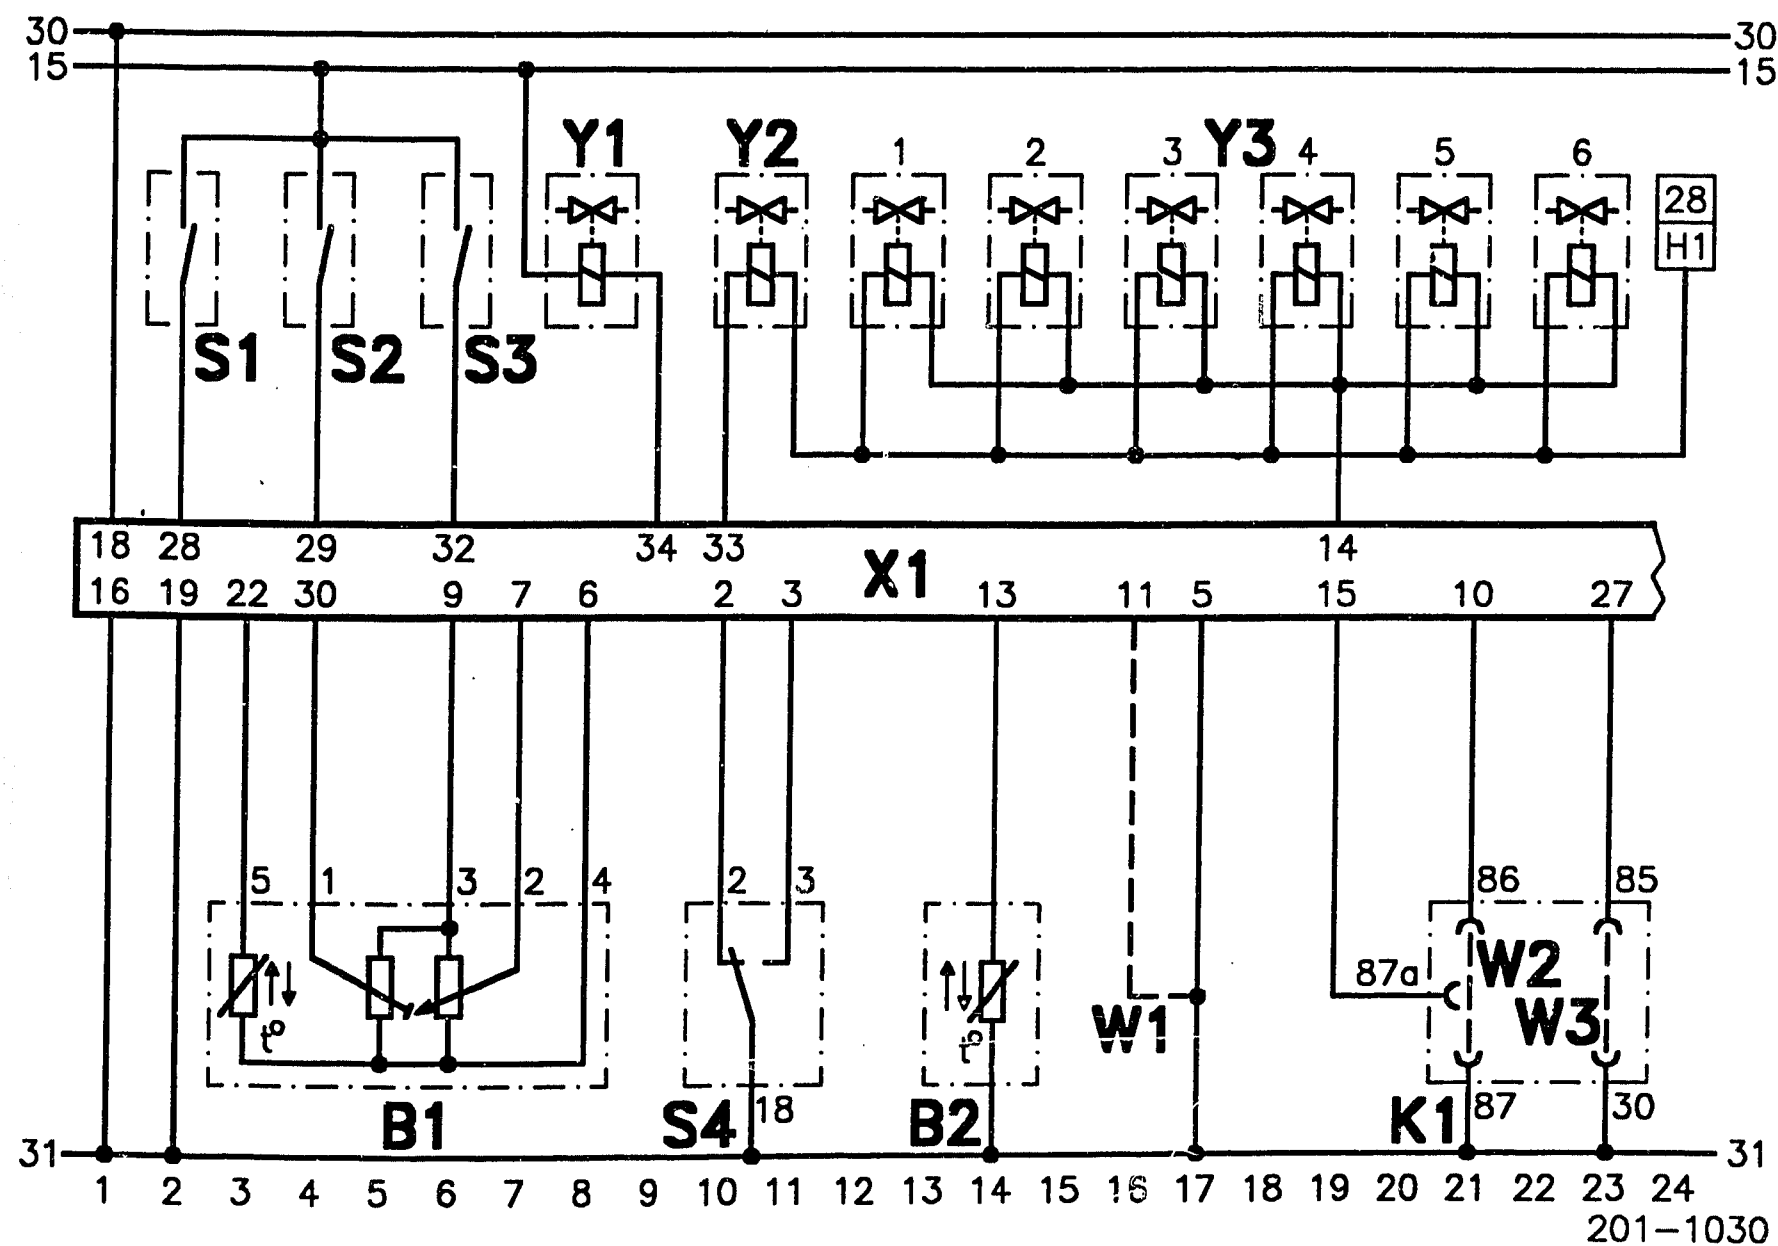 30 30
15 15
Y1 Y2 1 2 3 Y3 4 5 6
28
H1
S1 S2 S3
18 28 29 32 34 33 14
X1
16 19 22 30 9 7 6 2 3 13 11 5 15 10 27
5 1 3 2 4 2 3 86 85
W2
87a
W3
t° t°
W1
B1 S4 18 B2 K1 87 30
31 31
1 2 3 4 5 6 7 8 9 10 11 12 13 14 15 16 17 18 19 20 21 22 23 24
201-1030